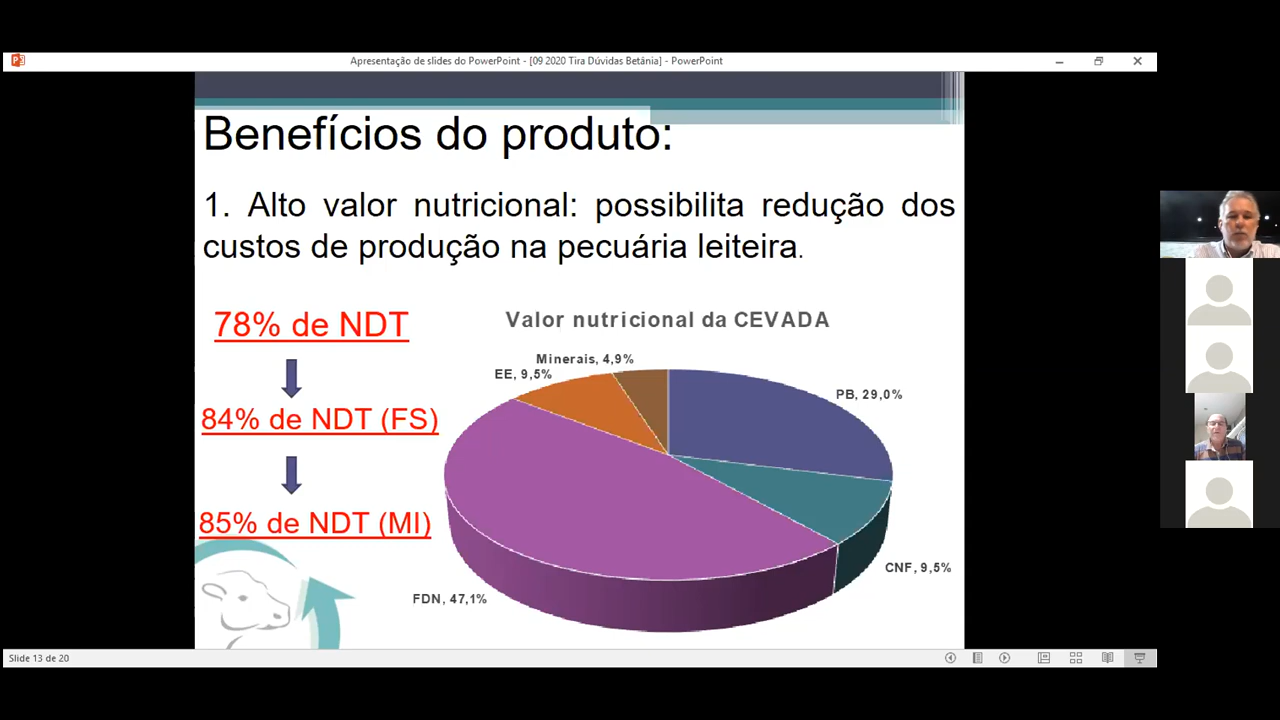 Apresentação de slides do PowerPoint - [09 2020 Tira Dúvidas Betânia] - PowerPoint
Benefícios do produto:
1. Alto valor nutricional: possibilita redução dos
custos de produção na pecuária leiteira.
78% de NDT
84% de NDT (FS)
85% de NDT (MI)
Valor nutricional da CEVADA
Minerais, 4,9%
EE, 9,5%
PB, 29,0%
CNF, 9,5%
FDN, 47,1%
Slide 13 de 20